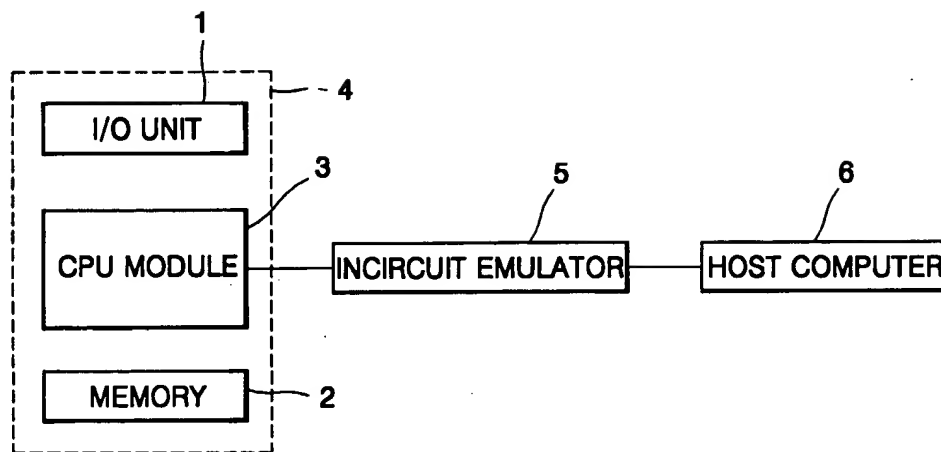 1
4
I/O UNIT
3
5
6
CPU MODULE
INCIRCUIT EMULATOR
HOST COMPUTER
MEMORY
2